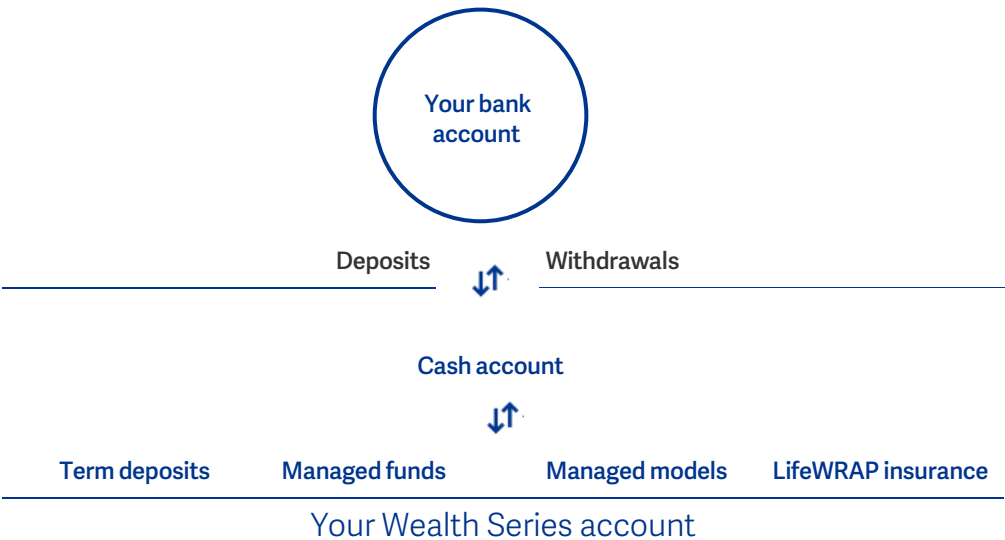 Your bank
account
Deposits Withdrawals
Cash account
Term deposits Managed funds Managed models LifeWRAP insurance
Your Wealth Series account